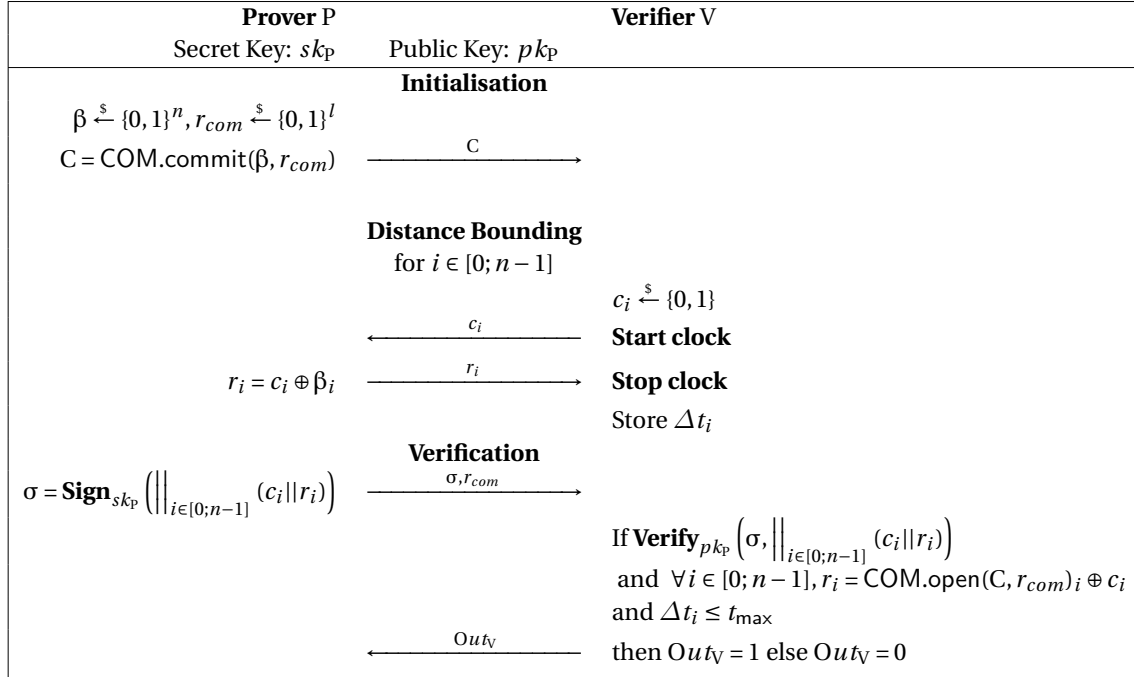 Prover P Verifier V
Secret Key: sk_P Public Key: pk_P
Initialisation
β ←$ {0, 1}^n, r_com ←$ {0, 1}^l
C = COM.commit(β, r_com) C
Distance Bounding
for i ∈ [0; n − 1]
c_i ←$ {0, 1}
c_i Start clock
r_i = c_i ⊕ β_i r_i Stop clock
Store Δt_i
Verification
σ = Sign_{sk_P} (||_{i∈[0;n−1]} (c_i||r_i)) σ, r_com
If Verify_{pk_P} (σ, ||_{i∈[0;n−1]} (c_i||r_i))
and ∀i ∈ [0; n − 1], r_i = COM.open(C, r_com)_i ⊕ c_i
and Δt_i ≤ t_max
Out_V then Out_V = 1 else Out_V = 0